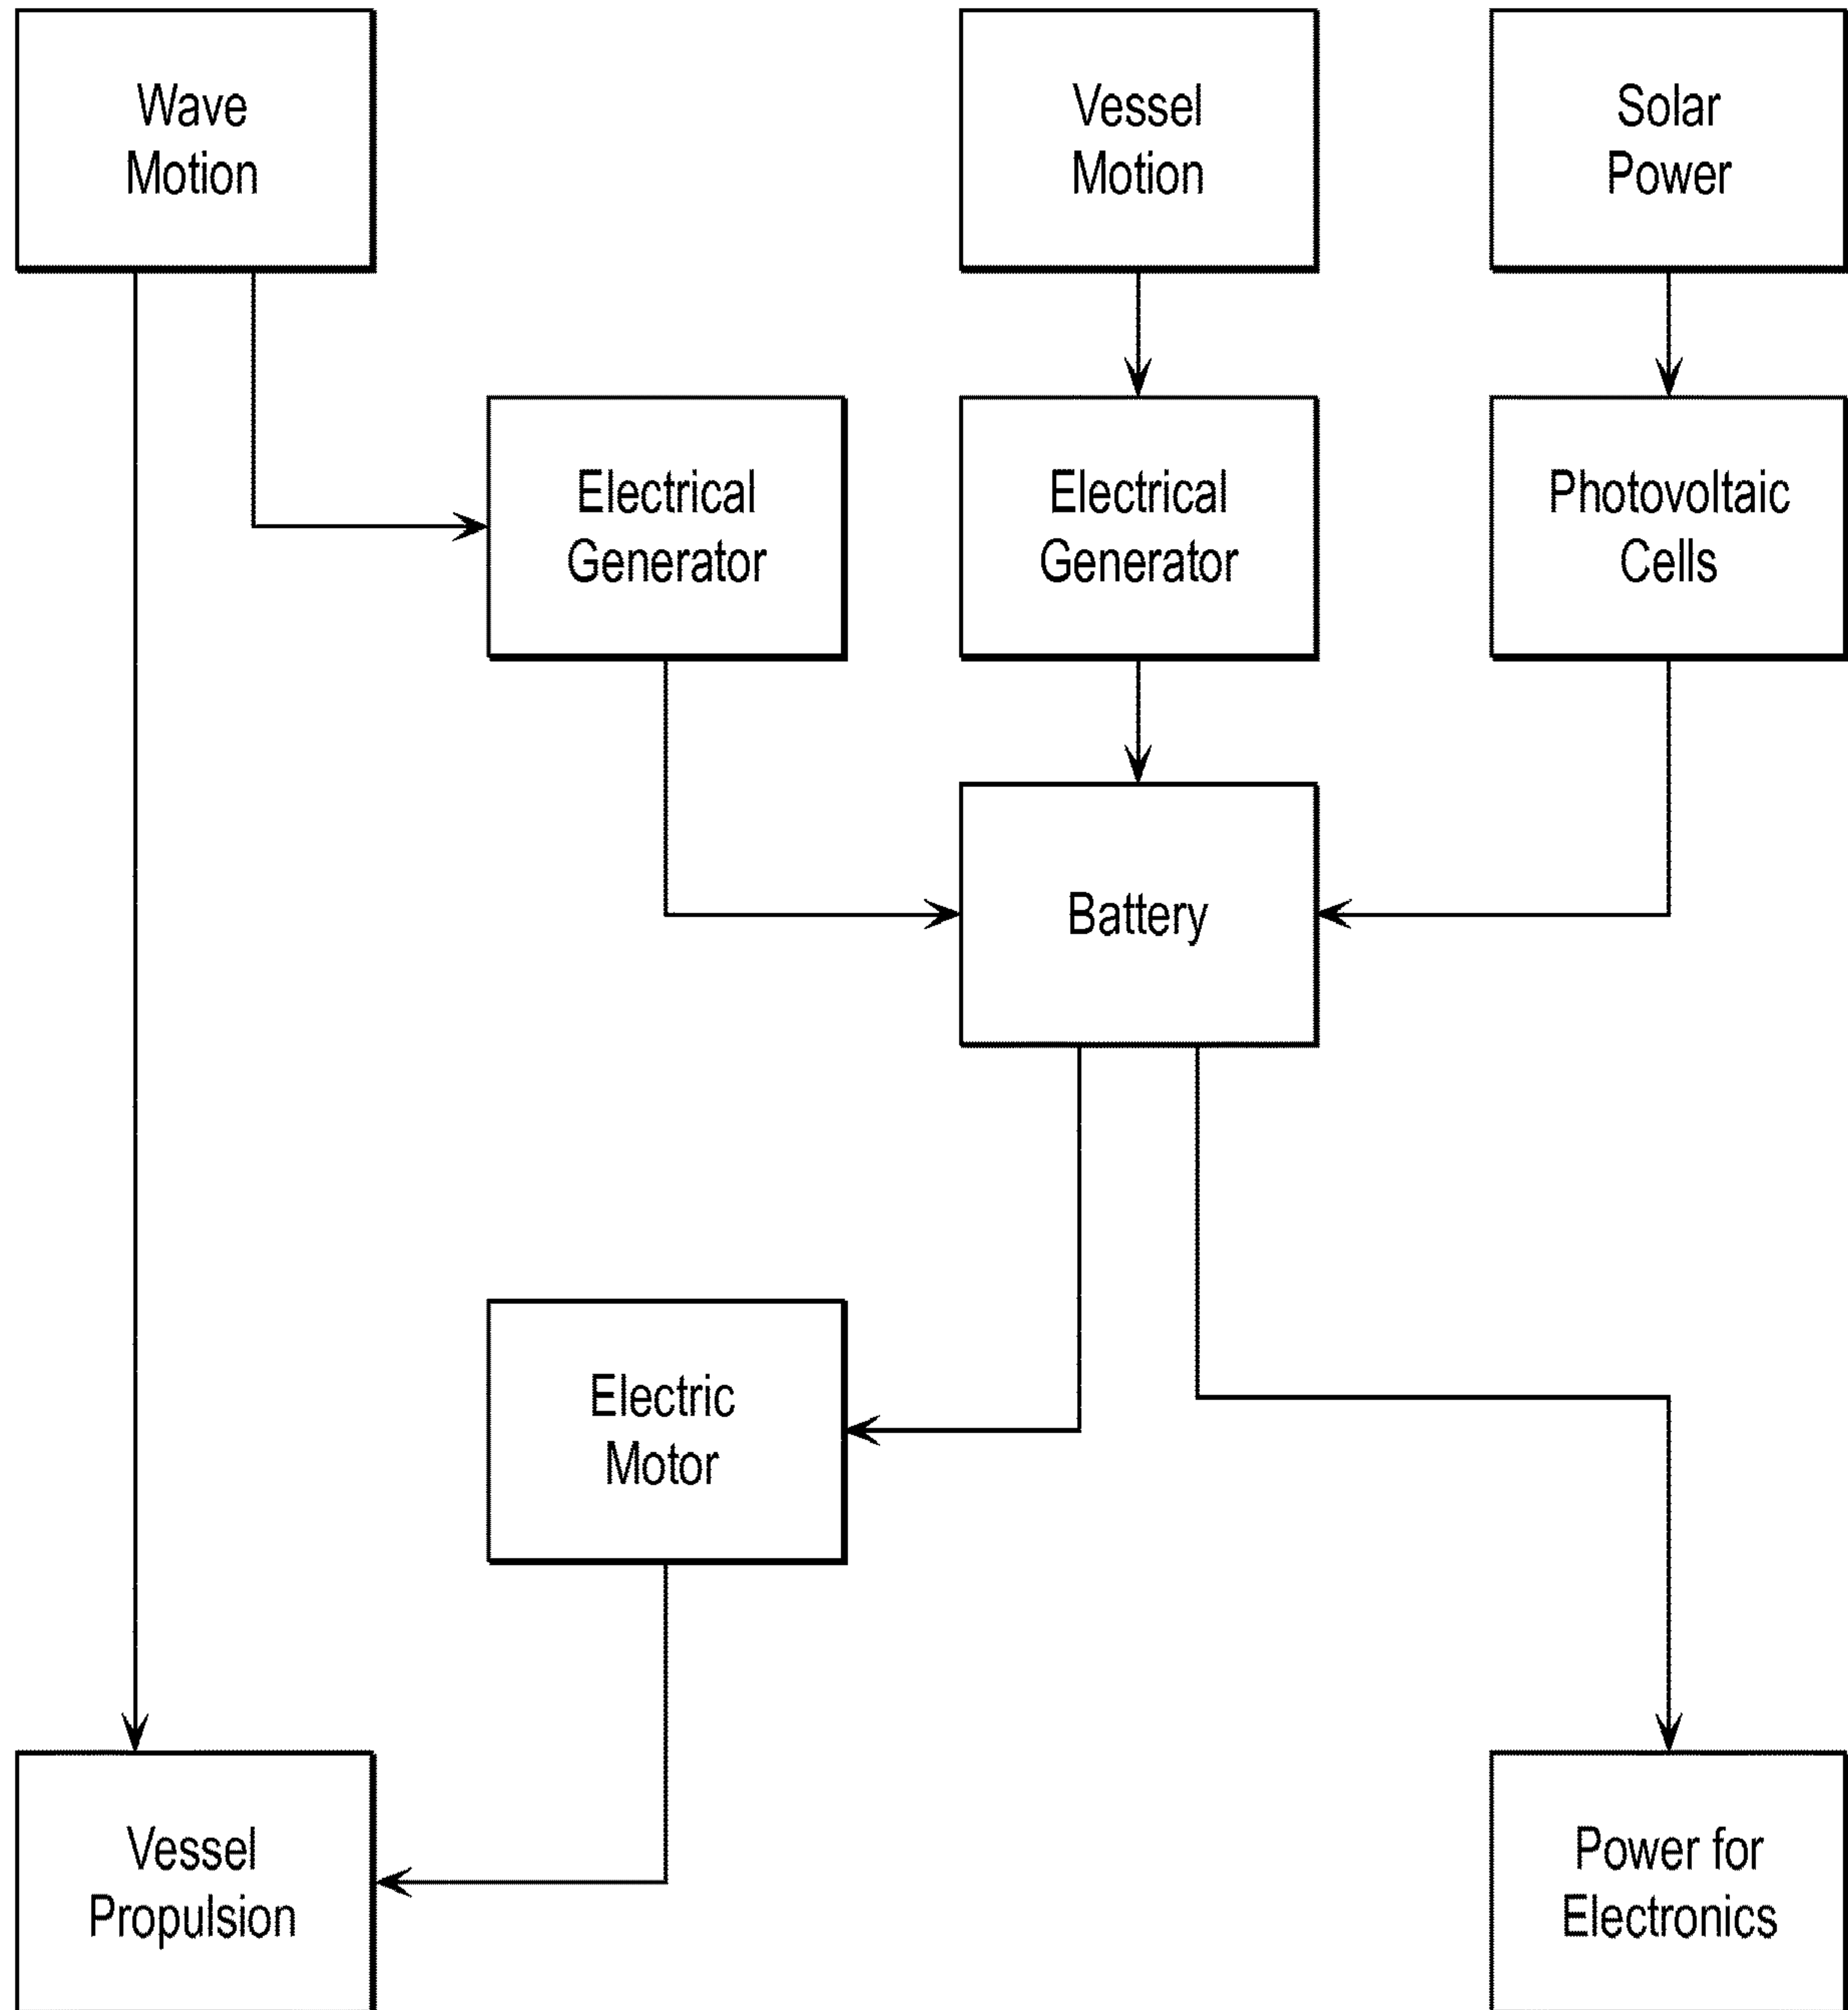 Wave
Motion
Vessel
Motion
Solar
Power
Electrical
Generator
Electrical
Generator
Photovoltaic
Cells
Battery
Electric
Motor
Vessel
Propulsion
Power for
Electronics